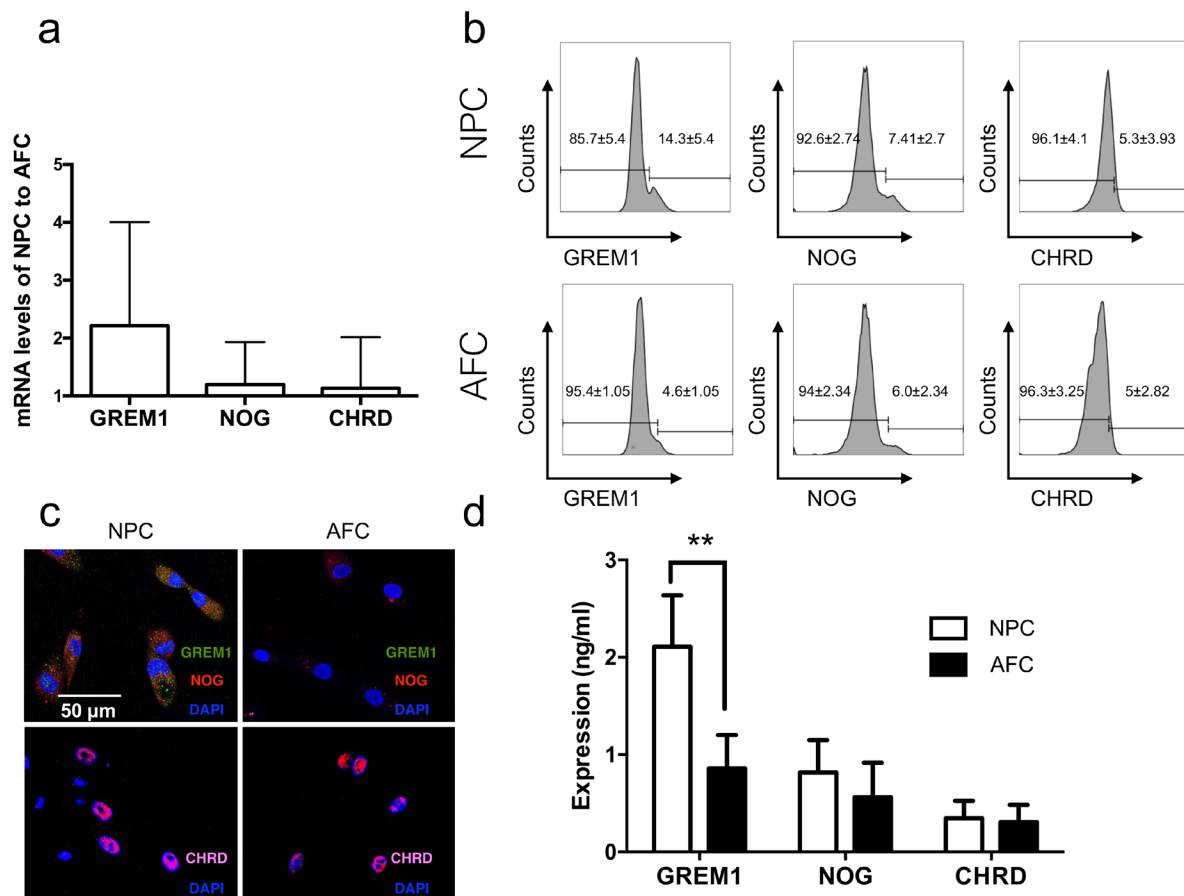 a
mRNA levels of NPC to AFC
5
4
3
2
1
GREM1 NOG CHRD
b
NPC
Counts
85.7±5.4 14.3±5.4
GREM1
Counts
92.6±2.74 7.41±2.7
NOG
Counts
96.1±4.1 5.3±3.93
CHRD
AFC
Counts
95.4±1.05 4.6±1.05
GREM1
Counts
94±2.34 6.0±2.34
NOG
Counts
96.3±3.25 5±2.82
CHRD
c
NPC AFC
GREM1
NOG
DAPI
50 µm
GREM1
NOG
DAPI
CHRD
DAPI
CHRD
DAPI
d
Expression (ng/ml)
3
2
1
0
**
NPC
AFC
GREM1 NOG CHRD